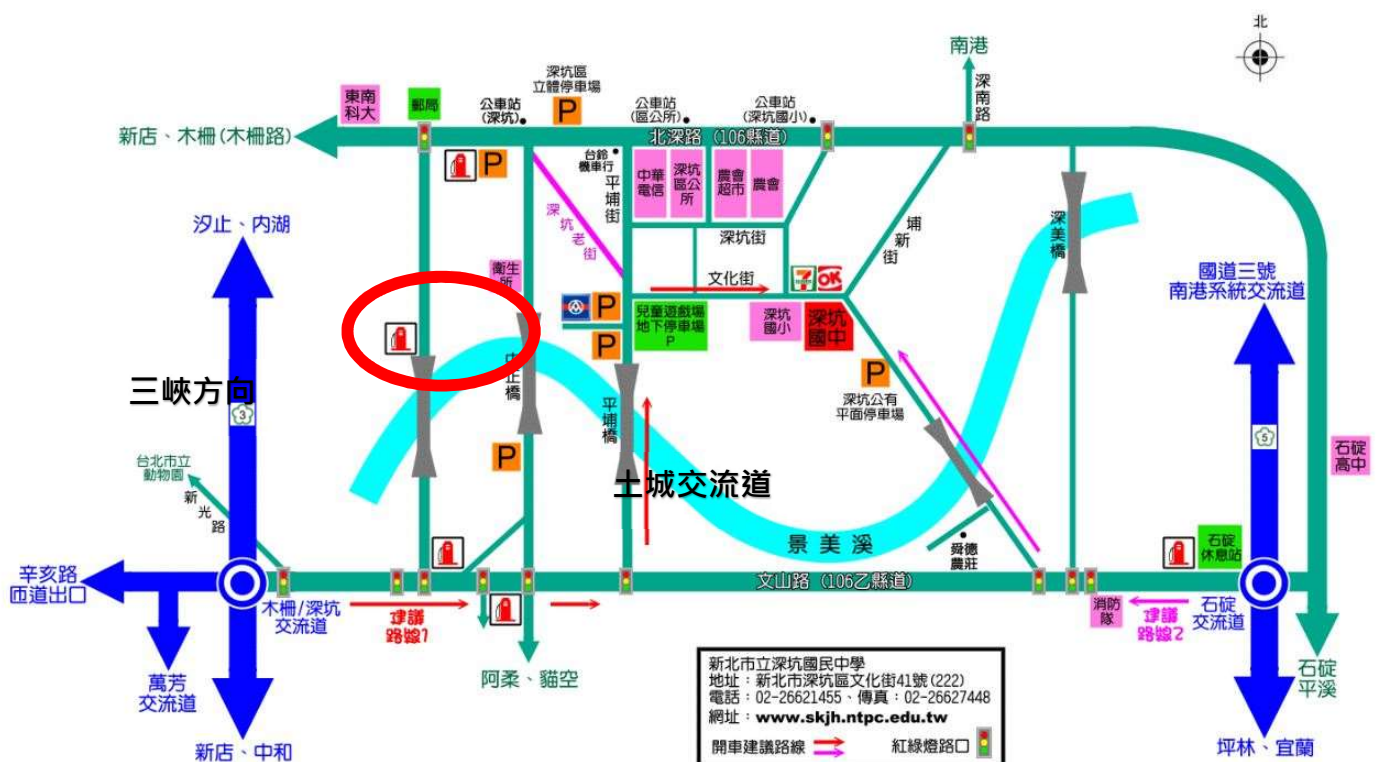 北
南港
深南路
東南
科大
郵局
公車站
(深坑)
深坑區
立體停車場
P
公車站
(區公所)
公車站
(深坑國小)
新店、木柵(木柵路)
北深路 (106縣道)
P
台鈴
機車行
平埔街
中華
電信
深坑
區公
所
農會
超市
農會
深坑老街
深坑街
埔新街
深美橋
汐止、內湖
衛生
所
文化街
7
ELEVEN
OK
國道三號
南港系統交流道
P
P
兒童遊戲場
地下停車場
P
深坑
國小
深坑
國中
中正橋
三峽方向
3
平埔橋
P
深坑公有
平面停車場
5
台北市立
動物園
新光路
P
土城交流道
石碇
高中
景美溪
舜德
農莊
石碇
休息站
辛亥路
匝道出口
文山路 (106乙縣道)
木柵/深坑
交流道
建議
路線1
消防
隊
建議
路線2
石碇
交流道
萬芳
交流道
阿柔、貓空
石碇
平溪
新店、中和
坪林、宜蘭
新北市立深坑國民中學
地址：新北市深坑區文化街41號(222)
電話：02-26621455、傳真：02-26627448
網址：www.skjh.ntpc.edu.tw
開車建議路線
紅綠燈路口